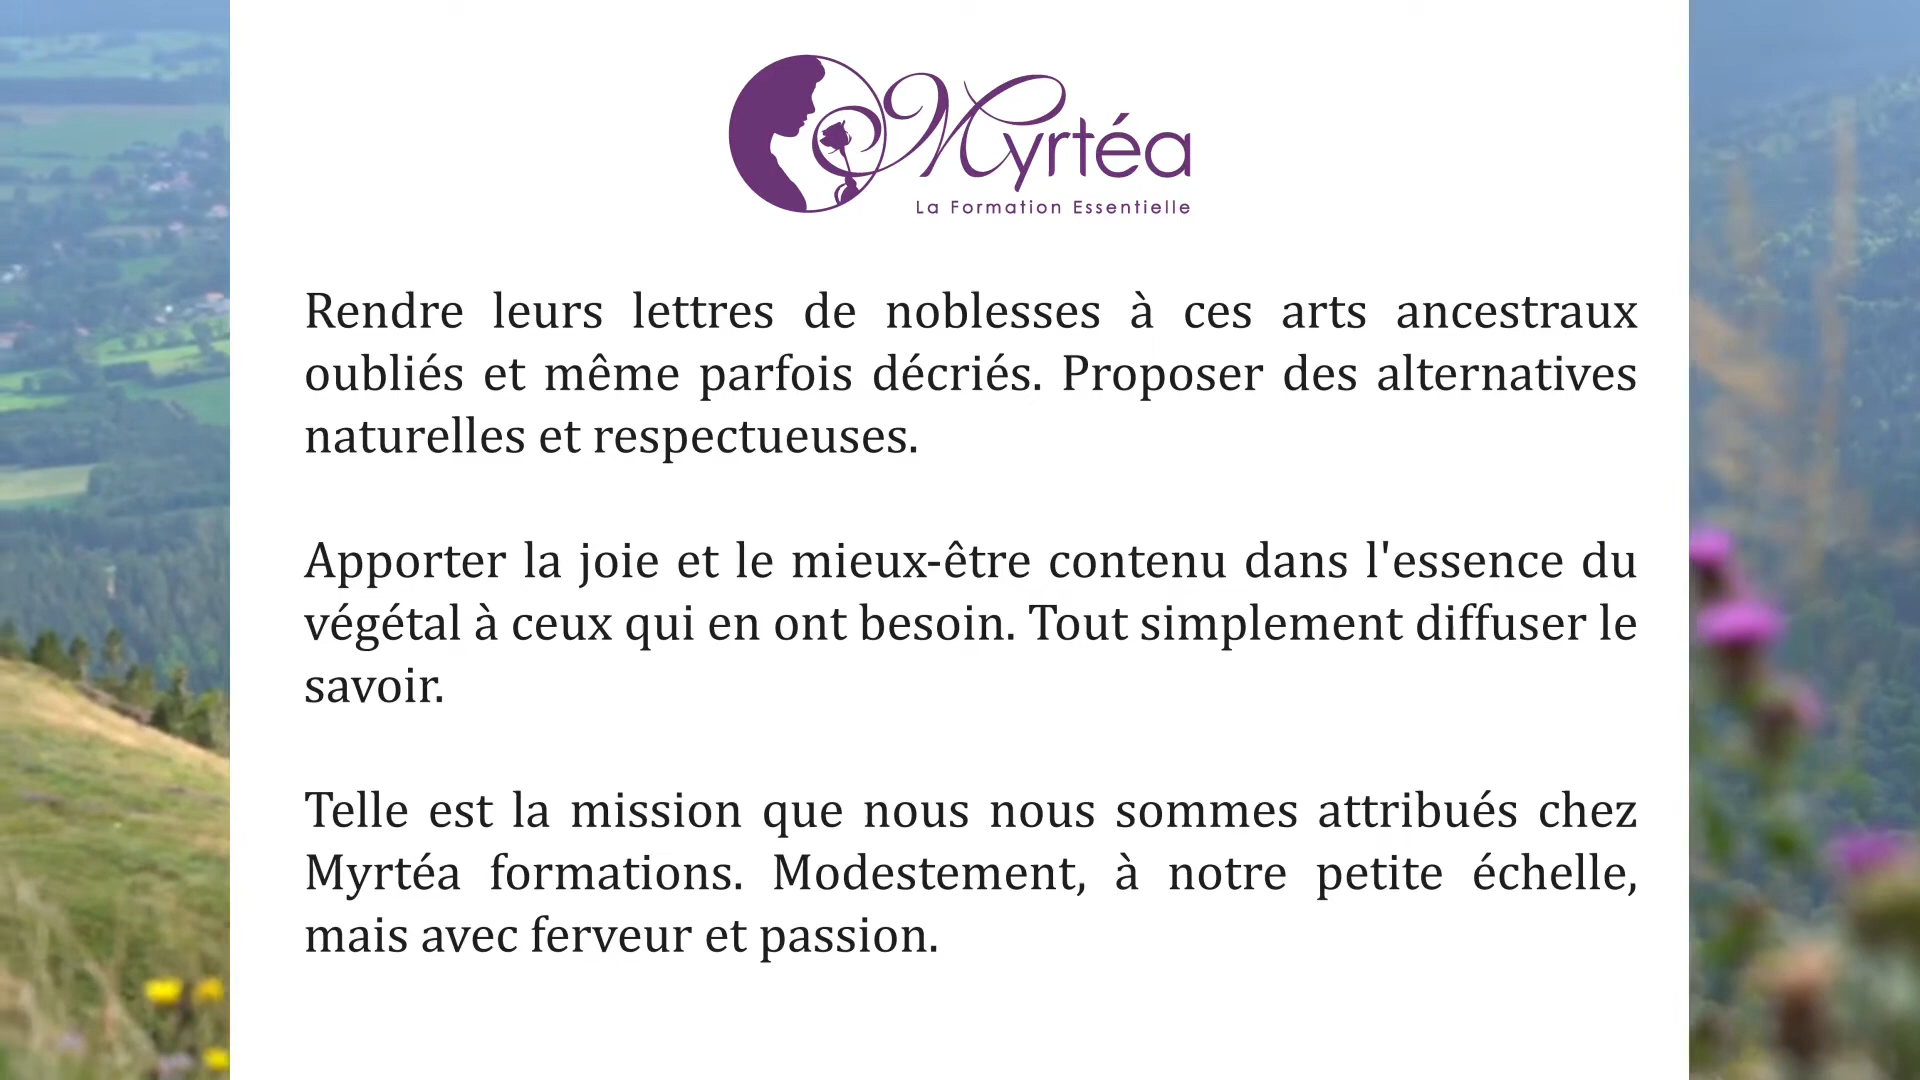 Myrtéa
La Formation Essentielle
Rendre leurs lettres de noblesses à ces arts ancestraux
oubliés et même parfois décriés. Proposer des alternatives
naturelles et respectueuses.
Apporter la joie et le mieux-être contenu dans l'essence du
végétal à ceux qui en ont besoin. Tout simplement diffuser le
savoir.
Telle est la mission que nous nous sommes attribués chez
Myrtéa formations. Modestement, à notre petite échelle,
mais avec ferveur et passion.